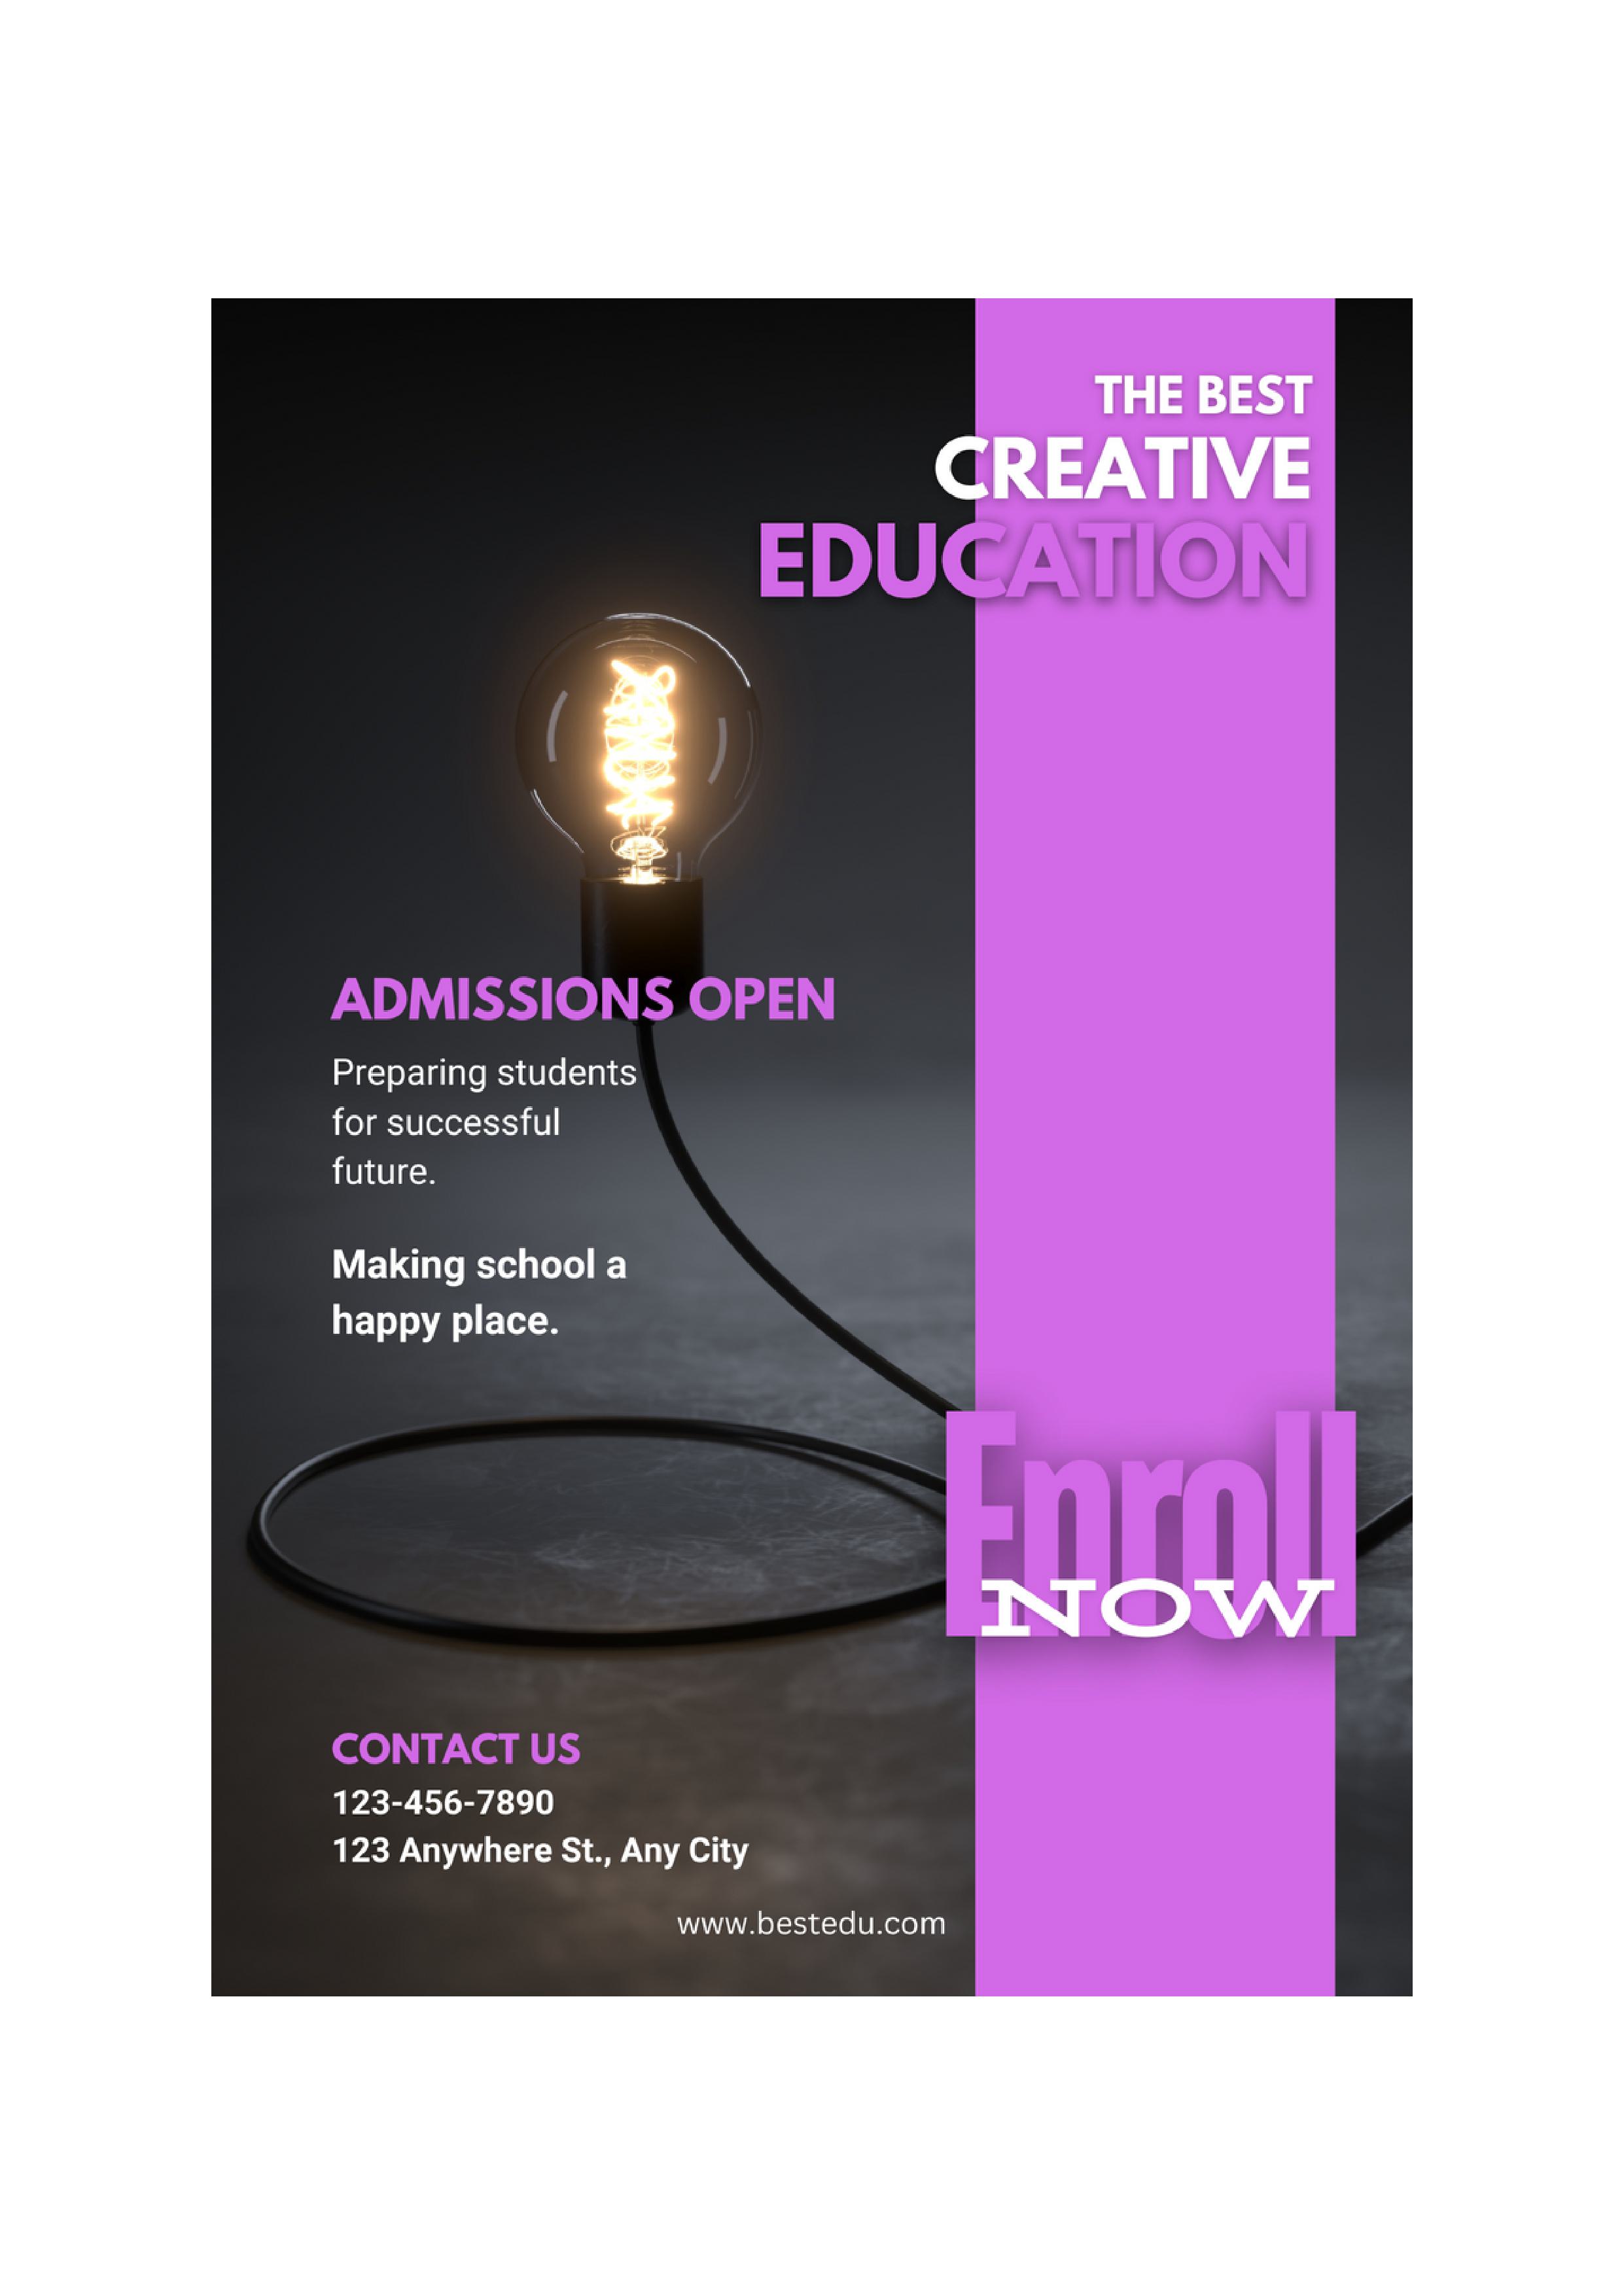 THE BEST
CREATIVE
EDUCATION
ADMISSIONS OPEN
Preparing students
for successful
future.
Making school a
happy place.
Enroll
NOW
CONTACT US
123-456-7890
123 Anywhere St., Any City
www.bestedu.com